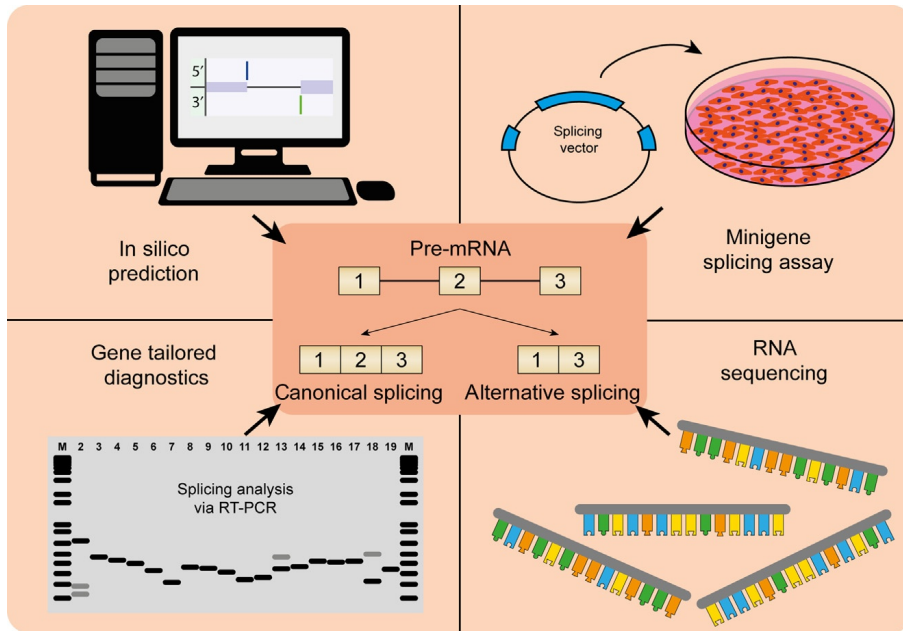 5′
3′
In silico
prediction
Splicing
vector
Minigene
splicing assay
Pre-mRNA
1 2 3
1 2 3
1 3
Canonical splicing
Alternative splicing
Gene tailored
diagnostics
M 2 3 4 5 6 7 8 9 10 11 12 13 14 15 16 17 18 19 M
Splicing analysis
via RT-PCR
RNA
sequencing